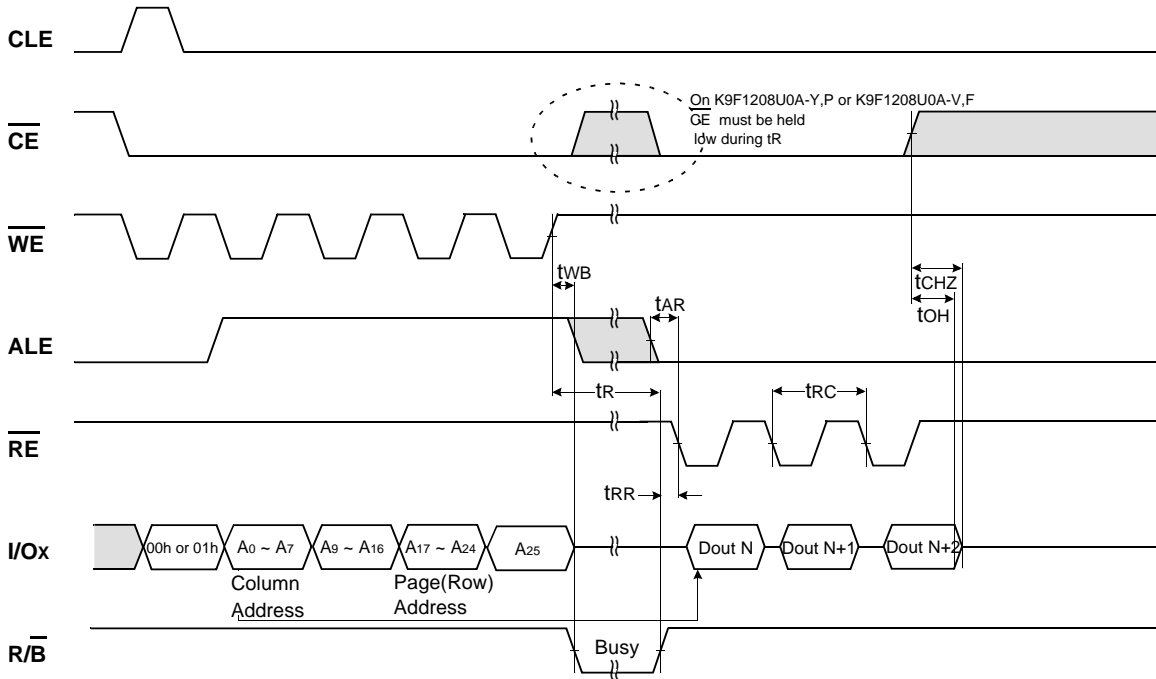 CLE
On K9F1208U0A-Y,P or K9F1208U0A-V,F
CE must be held
low during tR
CE
WE
tWB
tCHZ
tAR
tOH
ALE
tR
tRC
RE
tRR
I/Ox
00h or 01h
A0 ~ A7
A9 ~ A16
A17 ~ A24
A25
Dout N
Dout N+1
Dout N+2
Column
Address
Page(Row)
Address
R/B
Busy